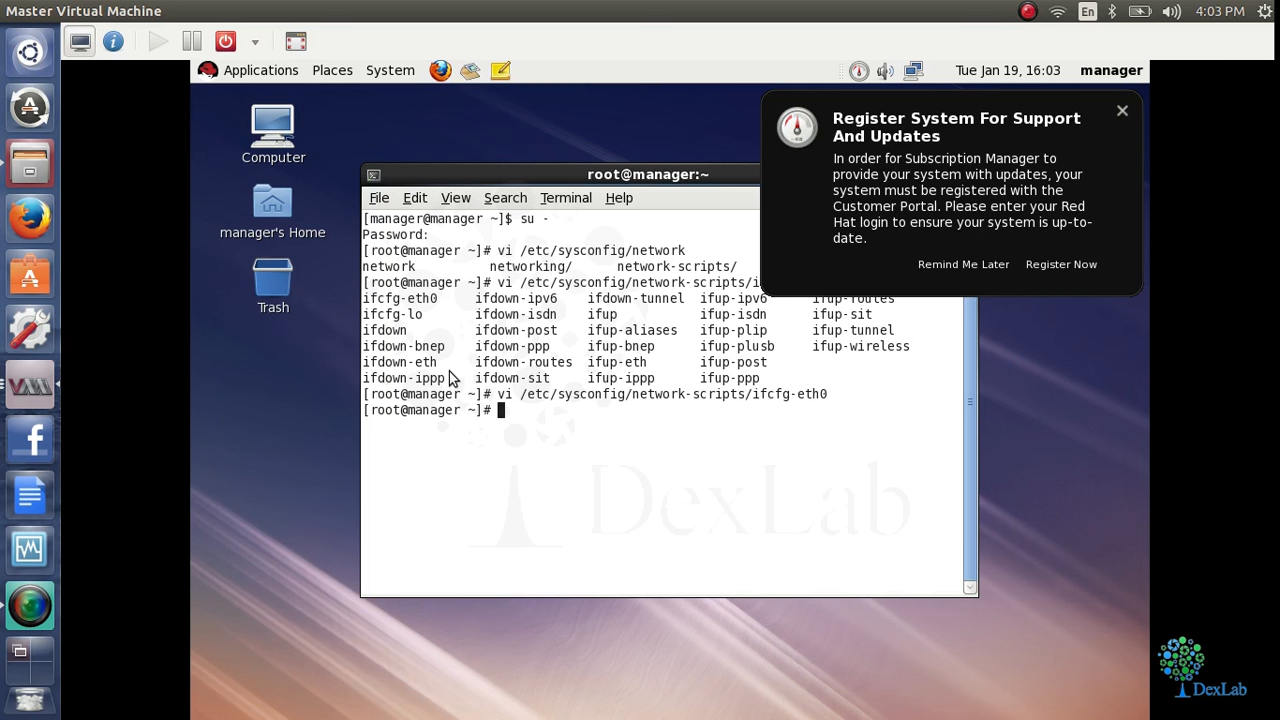 Master Virtual Machine
En
4:03 PM
Applications Places System
Tue Jan 19, 16:03 manager
Computer
manager's Home
Trash
Register System For Support
And Updates
In order for Subscription Manager to
provide your system with updates, your
system must be registered with the
Customer Portal. Please enter your Red
Hat login to ensure your system is up-to-
date.
Remind Me Later Register Now
root@manager:~
File Edit View Search Terminal Help
[manager@manager ~]$ su -
Password:
[root@manager ~]# vi /etc/sysconfig/network
network networking/ network-scripts/
[root@manager ~]# vi /etc/sysconfig/network-scripts/i
ifcfg-eth0 ifdown-ipv6 ifdown-tunnel ifup-ipv6 ifup-routes
ifcfg-lo ifdown-isdn ifup ifup-isdn ifup-sit
ifdown ifdown-post ifup-aliases ifup-plip ifup-tunnel
ifdown-bnep ifdown-ppp ifup-bnep ifup-plusb ifup-wireless
ifdown-eth ifdown-routes ifup-eth ifup-post
ifdown-ippp ifdown-sit ifup-ippp ifup-ppp
[root@manager ~]# vi /etc/sysconfig/network-scripts/ifcfg-eth0
[root@manager ~]#
DexLab
DexLab